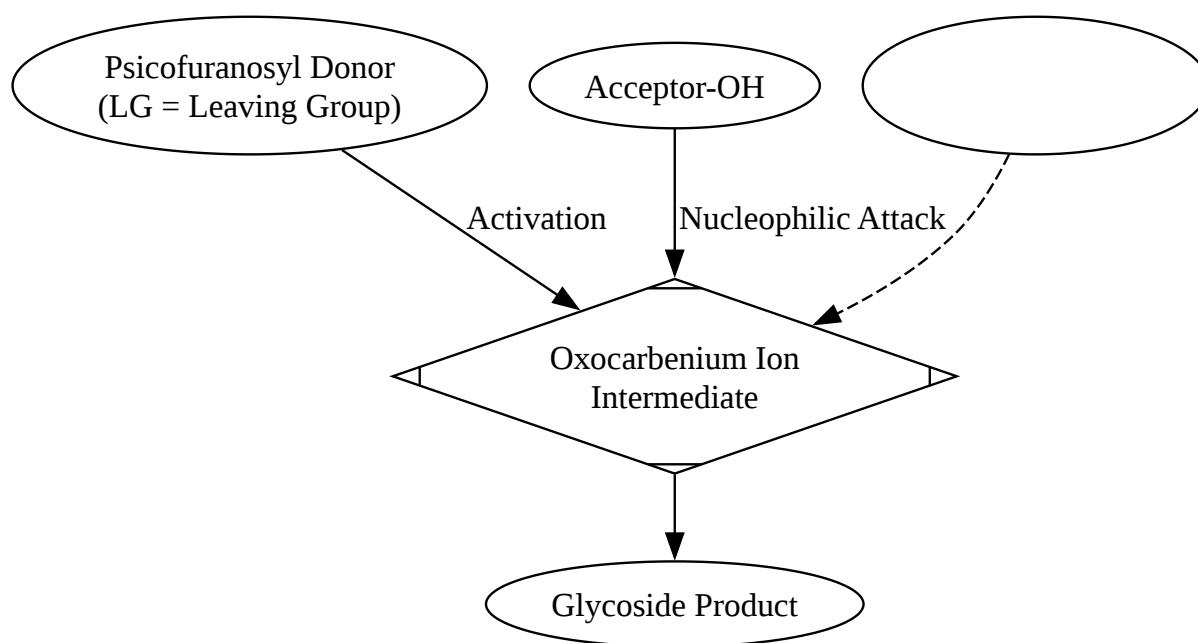 Psicofuranosyl Donor
(LG = Leaving Group)
Acceptor-OH
Activation
Nucleophilic Attack
Oxocarbenium Ion
Intermediate
Glycoside Product